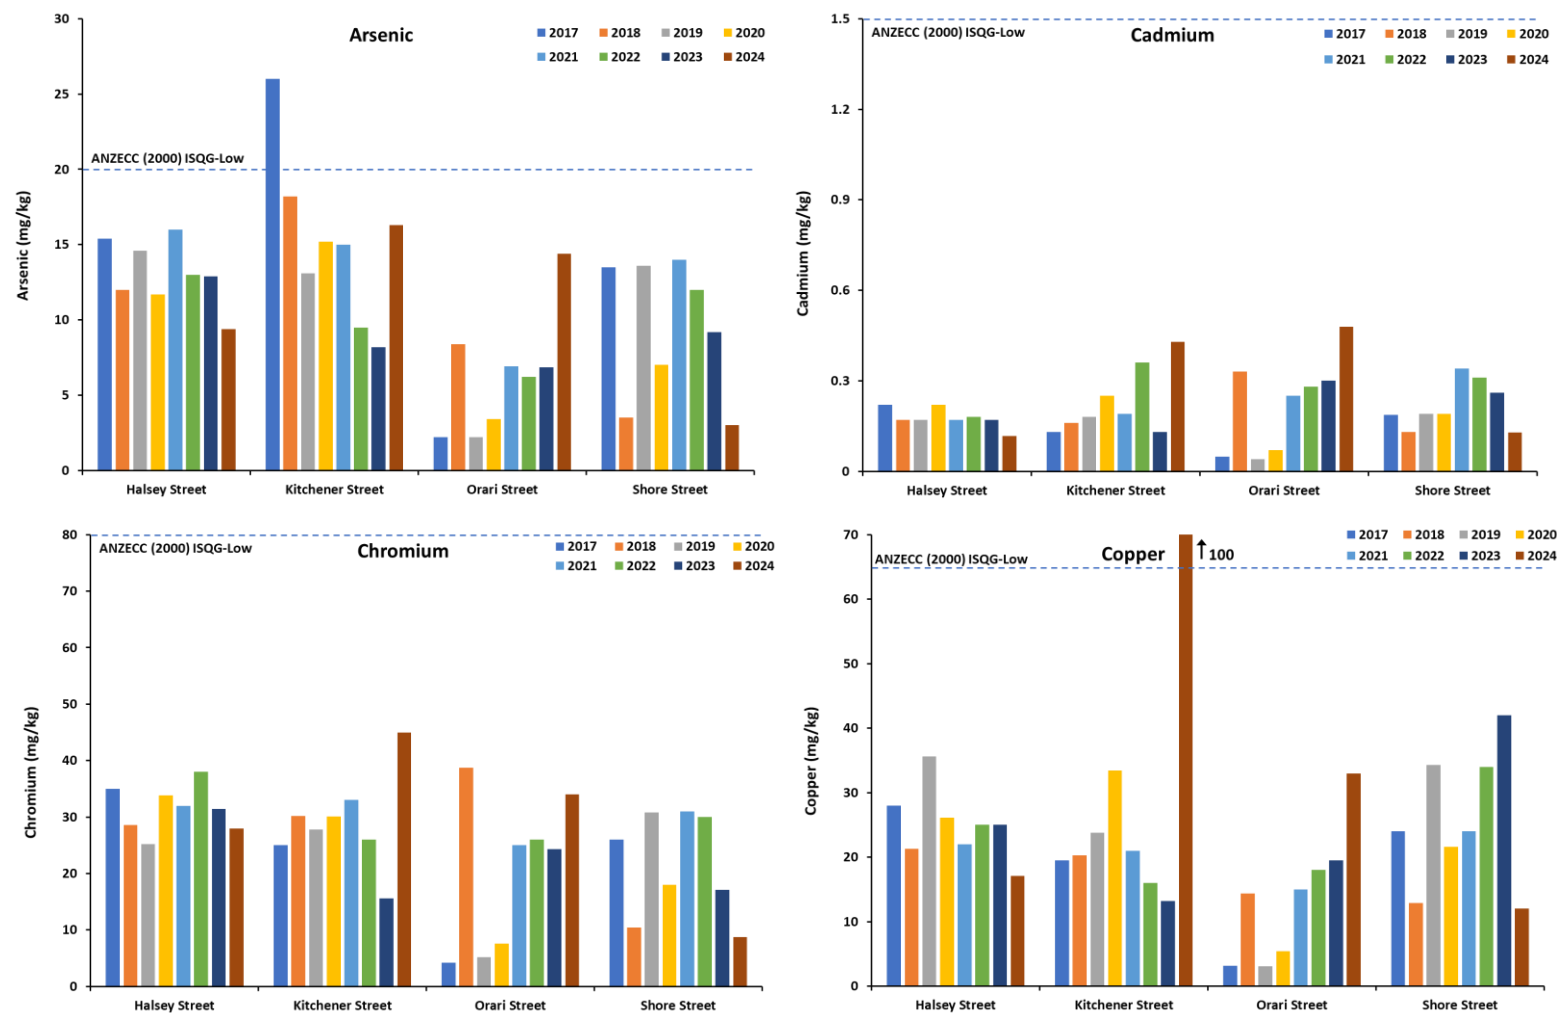 Arsenic
2017 2018 2019 2020
2021 2022 2023 2024
ANZECC (2000) ISQG-Low
Arsenic (mg/kg)
30
25
20
15
10
5
0
Halsey Street Kitchener Street Orari Street Shore Street
Cadmium
ANZECC (2000) ISQG-Low
2017 2018 2019 2020
2021 2022 2023 2024
Cadmium (mg/kg)
1.5
1.2
0.9
0.6
0.3
0
Halsey Street Kitchener Street Orari Street Shore Street
Chromium
ANZECC (2000) ISQG-Low
2017 2018 2019 2020
2021 2022 2023 2024
Chromium (mg/kg)
80
70
60
50
40
30
20
10
0
Halsey Street Kitchener Street Orari Street Shore Street
Copper
100
ANZECC (2000) ISQG-Low
2017 2018 2019 2020
2021 2022 2023 2024
Copper (mg/kg)
70
60
50
40
30
20
10
0
Halsey Street Kitchener Street Orari Street Shore Street